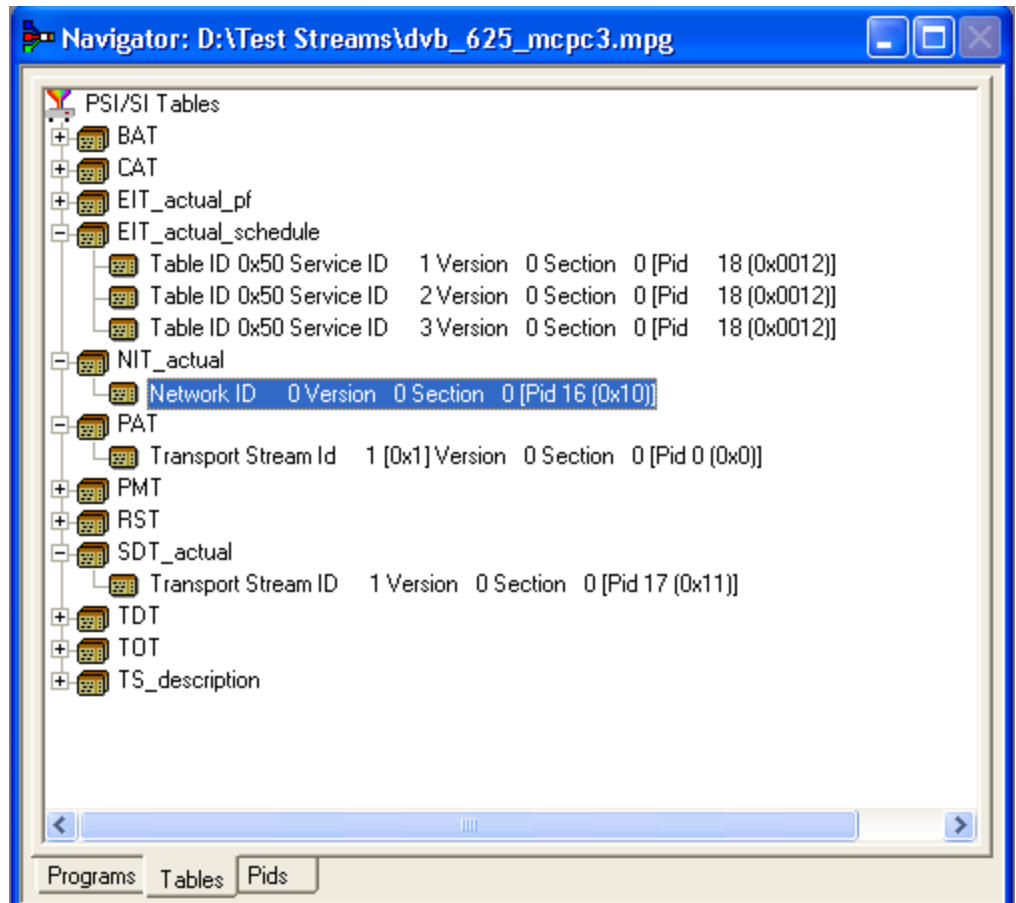 Navigator: D:\Test Streams\dvb_625_mcpc3.mpg
PSI/SI Tables
BAT
CAT
EIT_actual_pf
EIT_actual_schedule
Table ID 0x50 Service ID 1 Version 0 Section 0 [Pid 18 (0x0012)]
Table ID 0x50 Service ID 2 Version 0 Section 0 [Pid 18 (0x0012)]
Table ID 0x50 Service ID 3 Version 0 Section 0 [Pid 18 (0x0012)]
NIT_actual
Network ID 0 Version 0 Section 0 [Pid 16 (0x10)]
PAT
Transport Stream Id 1 [0x1] Version 0 Section 0 [Pid 0 (0x0)]
PMT
RST
SDT_actual
Transport Stream ID 1 Version 0 Section 0 [Pid 17 (0x11)]
TDT
TOT
TS_description
Programs Tables Pids